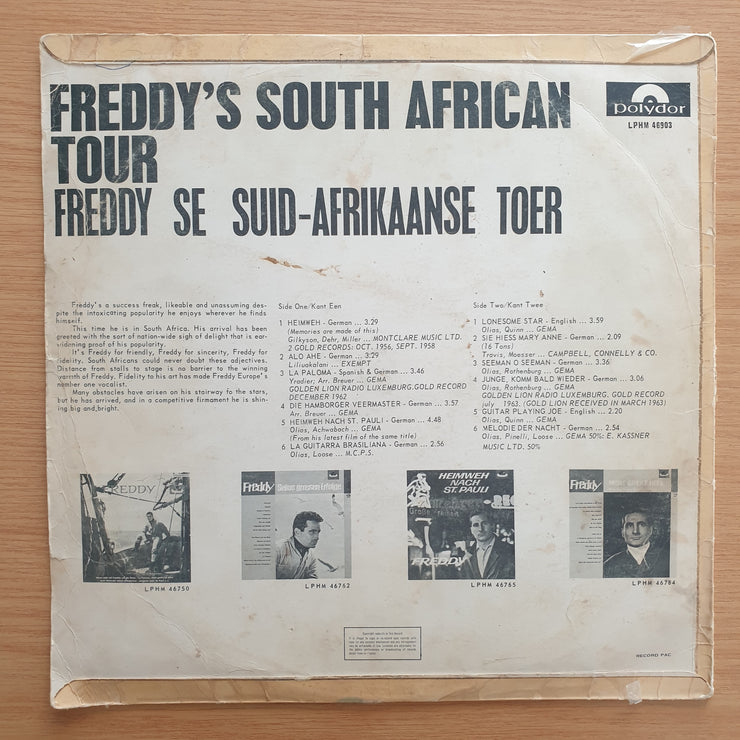 FREDDY'S SOUTH AFRICAN
TOUR
FREDDY SE SUID-AFRIKAANSE TOER
polydor
LPHM 46903
Freddy's a success freak, likeable and unassuming des-
pite the intoxicating popularity he enjoys wherever he finds
himself.
This time he is in South Africa. His arrival has been
greeted with the sort of nation-wide sigh of delight that is ear-
widening proof of his popularity.
It's Freddy for friendly, Freddy for sincerity, Freddy for
fidelity. South Africans could never doubt these adjectives.
Distance from stalls to stage is no barrier to the winning
warmth of Freddy. Fidelity to his art has made Freddy Europe's
number one vocalist.
Many obstacles have arisen on his stairway to the stars,
but he has arrived, and in a competitive firmament he is shin-
ing big and bright.
Side One/Kant Een
1 HEIMWEH - German ... 3.29
(Memories are made of this)
Gilkyson, Dehr, Miller ... MONTCLARE MUSIC LTD.
2 GOLD RECORDS: OCT. 1956, SEPT. 1958
2 ALO AHE - German ... 3.29
Liliuokalani ... EXEMPT
3 LA PALOMA - Spanish & German ... 3.46
Yradier, Arr. Breuer ... GEMA
GOLDEN LION RADIO LUXEMBURG. GOLD RECORD
DECEMBER 1962
4 DIE HAMBORGER VEERMASTER - German ... 3.57
Arr. Breuer ... GEMA
5 HEIMWEH NACH ST. PAULI - German ... 4.48
Olias, Achwabach ... GEMA
(From his latest film of the same title)
6 LA GUITARRA BRASILIANA - German ... 2.56
Olias, Loose ... M.C.P.S.
Side Two/Kant Twee
1 LONESOME STAR - English ... 3.59
Olias, Quinn ... GEMA
2 SIE HIESS MARY ANNE - German ... 2.09
(16 Tons)
Travis, Moesser ... CAMPBELL, CONNELLY & CO.
3 SEEMAN O SEEMAN - German ... 3.36
Olias, Rothenburg ... GEMA
4 JUNGE, KOMM BALD WIEDER - German ... 3.06
Olias, Rothenburg ... GEMA
GOLDEN LION RADIO LUXEMBURG. GOLD RECORD
july 1963. (GOLD LION RECEIVED IN MARCH 1963)
5 GUITAR PLAYING JOE - English ... 2.20
Olias, Quinn ... GEMA
6 MELODIE DER NACHT - German ... 2.54
Olias, Pinelli, Loose ... GEMA 50%: E. KASSNER
MUSIC LTD. 50%
FREDDY
LPHM 46750
Freddy Seine grossen Erfolge
LPHM 46762
HEIMWEH
NACH
ST. PAULI
FREDDY
LPHM 46765
Freddy
LPHM 46784
RECORD PAC